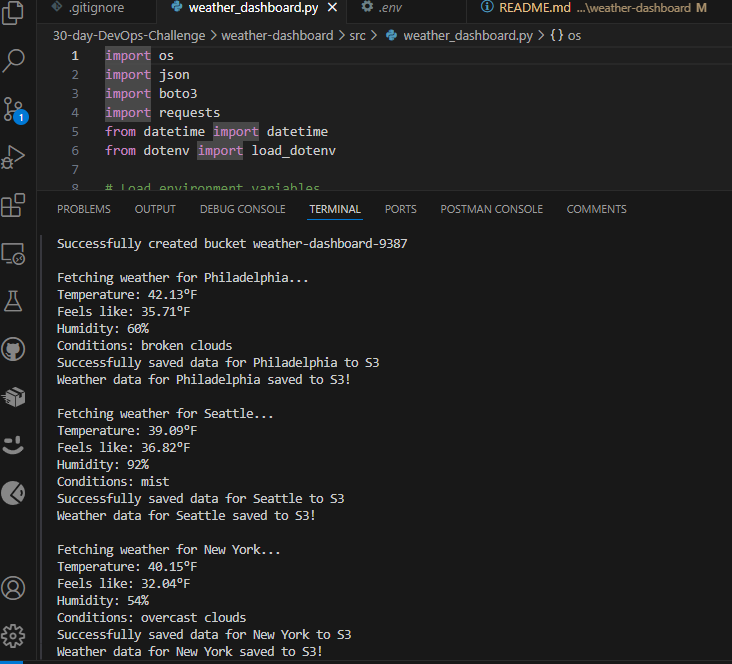 .gitignore weather_dashboard.py .env README.md ...\weather-dashboard M
30-day-DevOps-Challenge > weather-dashboard > src > weather_dashboard.py > {} os
1 import os
2 import json
3 import boto3
4 import requests
5 from datetime import datetime
6 from dotenv import load_dotenv
7
8 # Load environment variables
PROBLEMS OUTPUT DEBUG CONSOLE TERMINAL PORTS POSTMAN CONSOLE COMMENTS
Successfully created bucket weather-dashboard-9387
Fetching weather for Philadelphia...
Temperature: 42.13°F
Feels like: 35.71°F
Humidity: 60%
Conditions: broken clouds
Successfully saved data for Philadelphia to S3
Weather data for Philadelphia saved to S3!
Fetching weather for Seattle...
Temperature: 39.09°F
Feels like: 36.82°F
Humidity: 92%
Conditions: mist
Successfully saved data for Seattle to S3
Weather data for Seattle saved to S3!
Fetching weather for New York...
Temperature: 40.15°F
Feels like: 32.04°F
Humidity: 54%
Conditions: overcast clouds
Successfully saved data for New York to S3
Weather data for New York saved to S3!
1